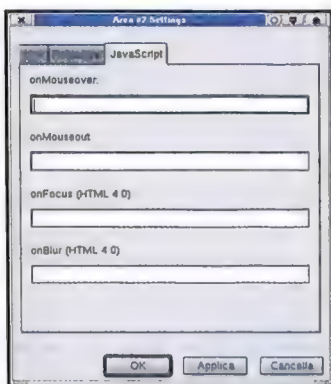 Area #2 Settings
JavaScript
onMouseover:
onMouseout
onFocus (HTML 4 0)
onBlur (HTML 4 0)
OK Applica Cancella